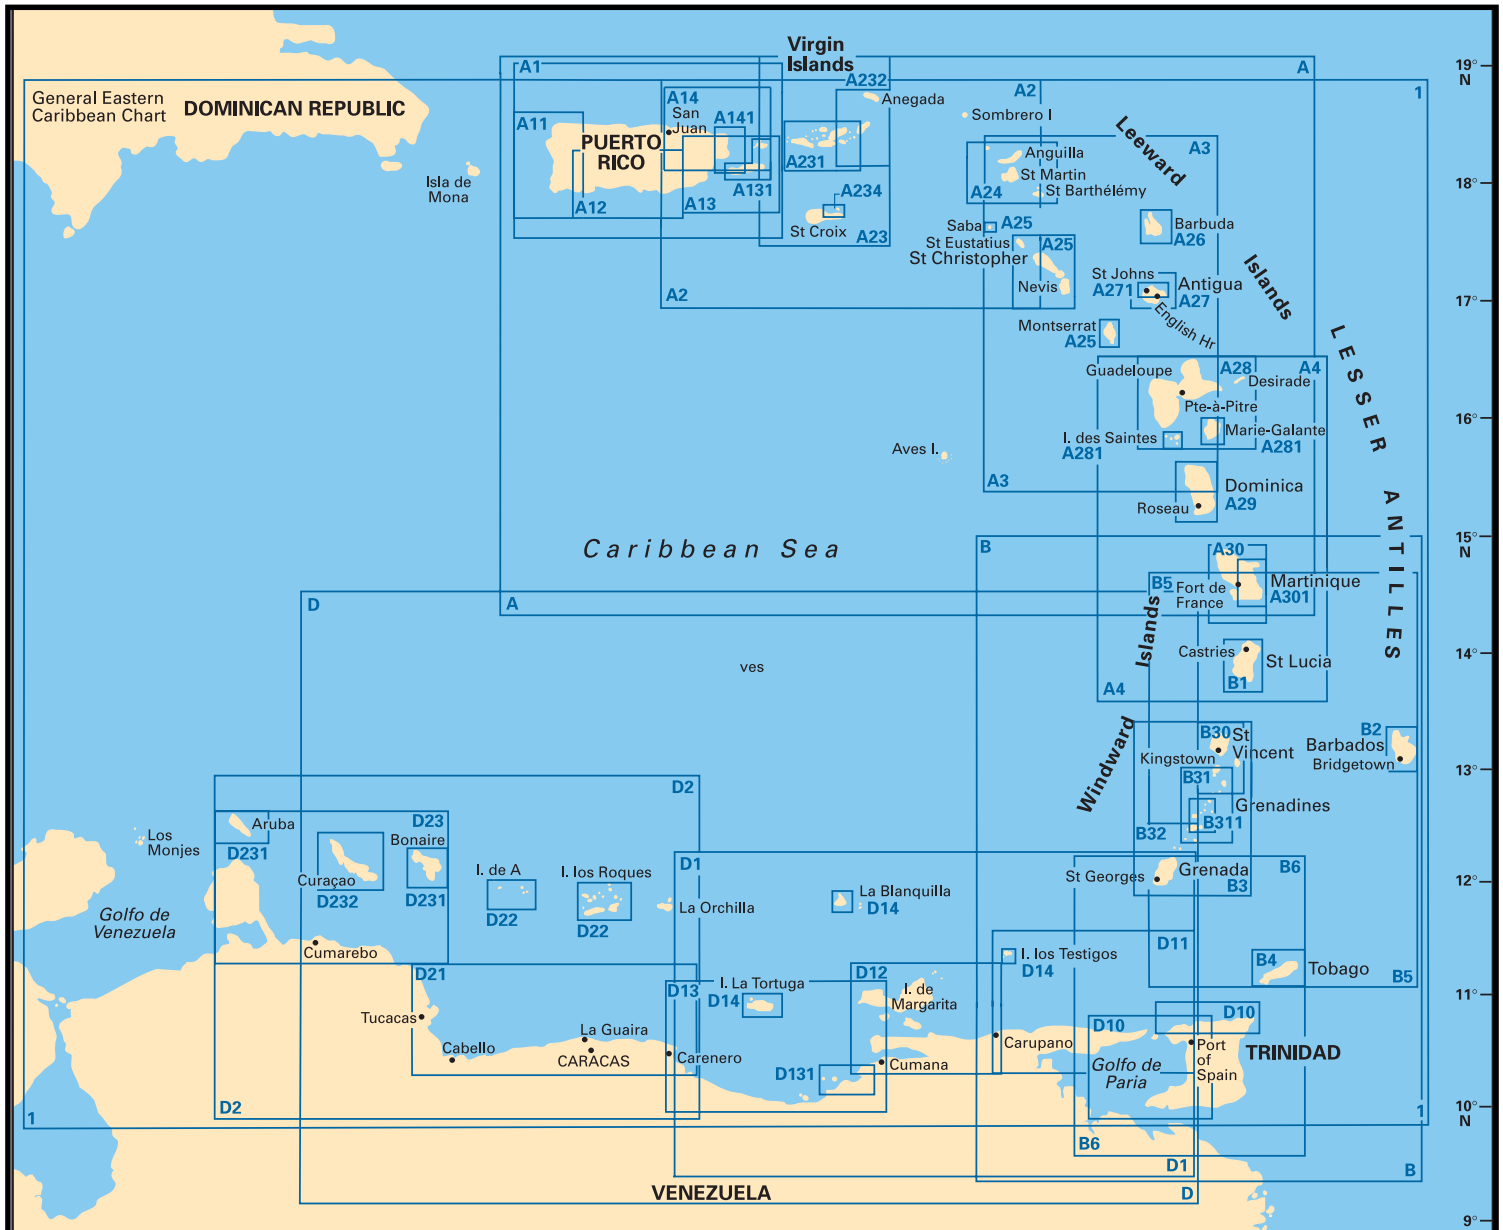 Virgin
Islands
19°
N
A1
A
A232
General Eastern
Caribbean Chart
DOMINICAN REPUBLIC
A14
San
Juan
Anegada
A2
1
Sombrero I
A11
A141
PUERTO
RICO
Leeward
A3
A231
Anguilla
St Martin
St Barthélémy
A24
Isla de
Mona
A131
A234
18°
A12
A13
St Croix
A23
Saba
A25
St Eustatius
A25
St Christopher
Nevis
Barbuda
A26
Islands
St Johns
A271
Antigua
A27
English Hr
A2
17°
Montserrat
A25
LESSER ANTILLES
Guadeloupe
A28
A4
Desirade
Pte-à-Pitre
16°
I. des Saintes
A281
Marie-Galante
A281
Aves I.
A3
Dominica
A29
Roseau
Caribbean Sea
15°
N
B
A30
B5
Martinique
A301
Fort de
France
D
A
Islands
Castries
St Lucia
B1
14°
ves
A4
Windward
B30
St
Vincent
Kingstown
B2
Barbados
Bridgetown
13°
B31
Grenadines
B311
B32
D2
Los
Monjes
Aruba
D231
D23
Bonaire
D231
Curaçao
D232
I. de A
D22
I. los Roques
D22
D1
La Orchilla
La Blanquilla
D14
St Georges
Grenada
B3
B6
12°
Golfo de
Venezuela
Cumarebo
D11
I. los Testigos
D14
B4
Tobago
B5
D21
D13
I. La Tortuga
D14
D12
I. de
Margarita
11°
Tucacas
Cabello
La Guaira
CARACAS
Carenero
D131
Cumana
Carupano
D10
D10
Golfo de
Paria
Port
of
Spain
TRINIDAD
1
D2
1
10°
N
B6
D1
B
VENEZUELA
D
9°